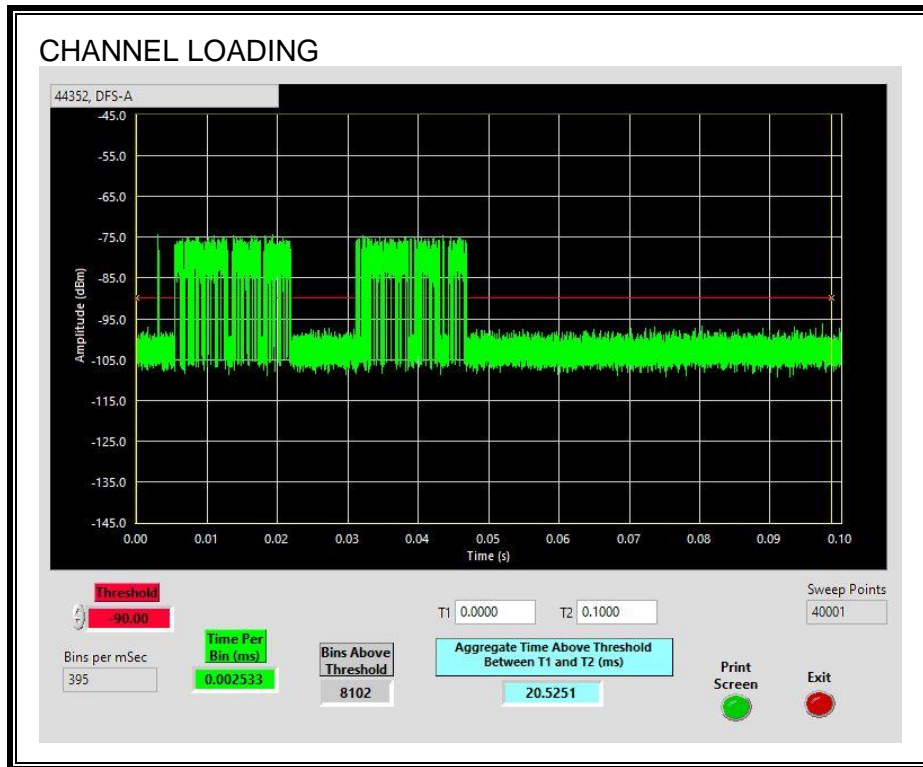 CHANNEL LOADING
44352, DFS-A
Amplitude (dBm)
-45.0
-55.0
-65.0
-75.0
-85.0
-95.0
-105.0
-115.0
-125.0
-135.0
-145.0
0.00 0.01 0.02 0.03 0.04 0.05 0.06 0.07 0.08 0.09 0.10
Time (s)
Threshold
-90.00
Bins per mSec
395
Time Per
Bin (ms)
0.002533
Bins Above
Threshold
8102
T1 0.0000 T2 0.1000
Aggregate Time Above Threshold
Between T1 and T2 (ms)
20.5251
Print
Screen
Exit
Sweep Points
40001